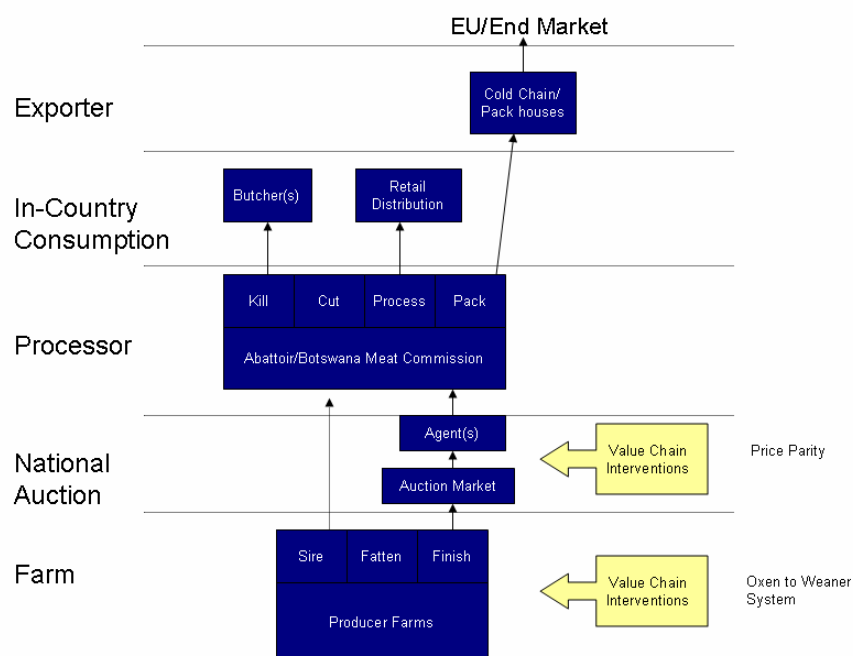 EU/End Market
Exporter
Cold Chain/
Pack houses
In-Country
Consumption
Butcher(s)
Retail
Distribution
Processor
Kill
Cut
Process
Pack
Abattoir/Botswana Meat Commission
National
Auction
Agent(s)
Auction Market
Value Chain
Interventions
Price Parity
Farm
Sire
Fatten
Finish
Producer Farms
Value Chain
Interventions
Oxen to Weaner
System